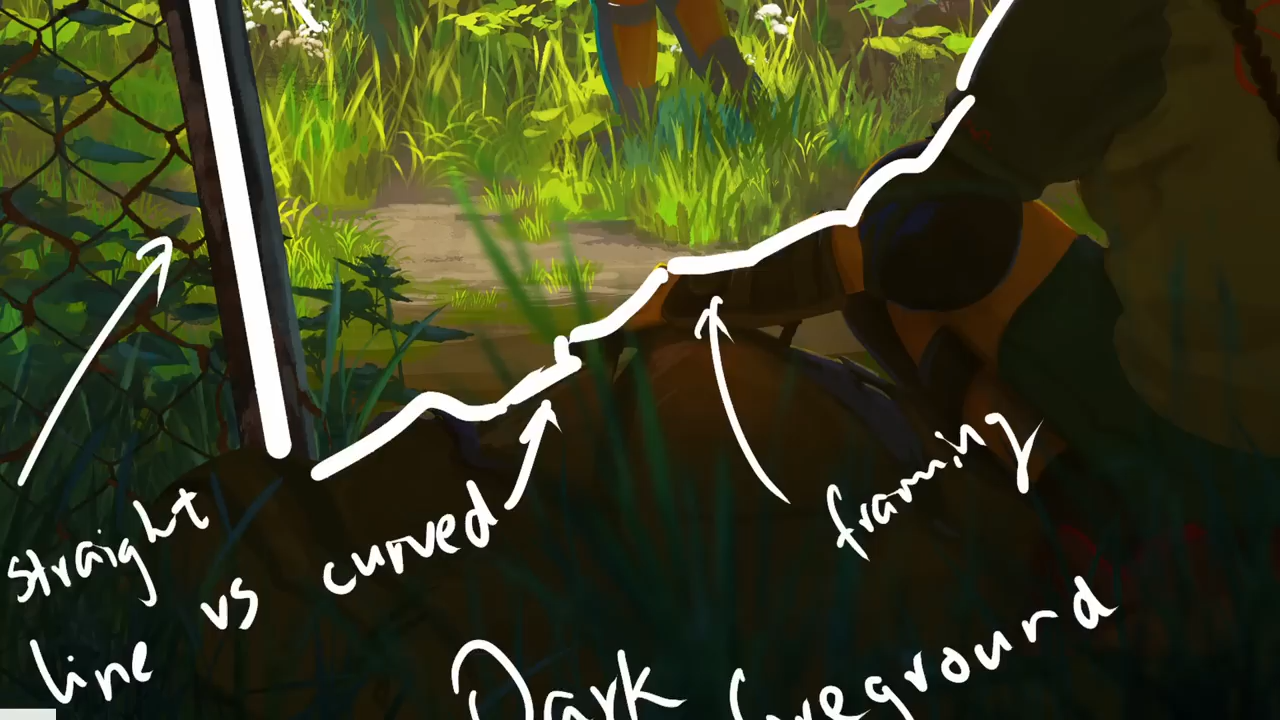 straight
line
vs
curved
framing
Dark foreground